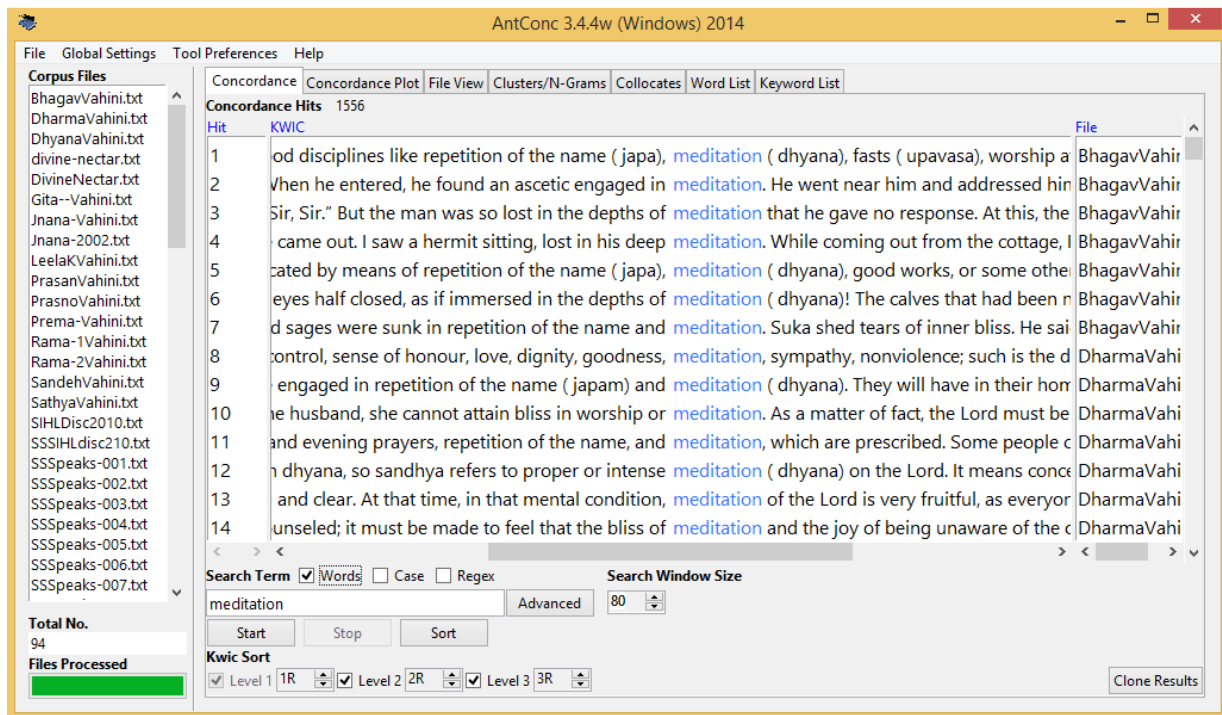 AntConc 3.4.4w (Windows) 2014
File Global Settings Tool Preferences Help
Corpus Files
BhagavVahini.txt
DharmaVahini.txt
DhyanaVahini.txt
divine-nectar.txt
DivineNectar.txt
Gita--Vahini.txt
Jnana-Vahini.txt
Jnana-2002.txt
LeelaKVahini.txt
PrasanVahini.txt
PrasnoVahini.txt
Prema-Vahini.txt
Rama-1Vahini.txt
Rama-2Vahini.txt
SandehVahini.txt
SathyaVahini.txt
SIHLDisc2010.txt
SSSIHLdisc210.txt
SSSpeaks-001.txt
SSSpeaks-002.txt
SSSpeaks-003.txt
SSSpeaks-004.txt
SSSpeaks-005.txt
SSSpeaks-006.txt
SSSpeaks-007.txt
Total No.
94
Files Processed
Concordance Concordance Plot File View Clusters/N-Grams Collocates Word List Keyword List
Concordance Hits 1556
Hit KWIC File
1 od disciplines like repetition of the name ( japa), meditation ( dhyana), fasts ( upavasa), worship a BhagavVahir
2 When he entered, he found an ascetic engaged in meditation. He went near him and addressed hin BhagavVahir
3 Sir, Sir." But the man was so lost in the depths of meditation that he gave no response. At this, the BhagavVahir
4 came out. I saw a hermit sitting, lost in his deep meditation. While coming out from the cottage, I BhagavVahir
5 cated by means of repetition of the name ( japa), meditation ( dhyana), good works, or some other BhagavVahir
6 eyes half closed, as if immersed in the depths of meditation ( dhyana)! The calves that had been n BhagavVahir
7 d sages were sunk in repetition of the name and meditation. Suka shed tears of inner bliss. He sai BhagavVahir
8 control, sense of honour, love, dignity, goodness, meditation, sympathy, nonviolence; such is the d DharmaVahi
9 engaged in repetition of the name ( japam) and meditation ( dhyana). They will have in their hom DharmaVahi
10 ne husband, she cannot attain bliss in worship or meditation. As a matter of fact, the Lord must be DharmaVahi
11 and evening prayers, repetition of the name, and meditation, which are prescribed. Some people c DharmaVahi
12 n dhyana, so sandhya refers to proper or intense meditation ( dhyana) on the Lord. It means conce DharmaVahi
13 and clear. At that time, in that mental condition, meditation of the Lord is very fruitful, as everyor DharmaVahi
14 unseled; it must be made to feel that the bliss of meditation and the joy of being unaware of the c DharmaVahi
Search Term Words Case Regex Search Window Size
meditation Advanced 80
Start Stop Sort
Kwic Sort
Level 1 1R Level 2 2R Level 3 3R Clone Results